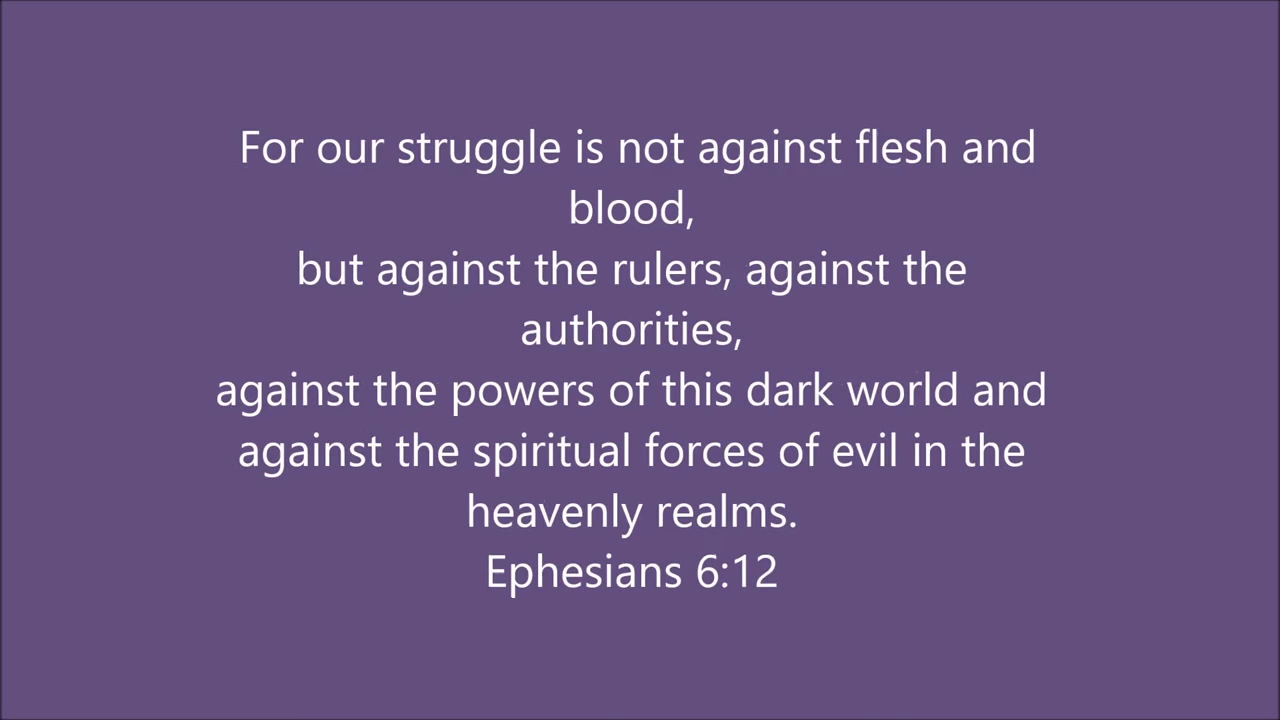 For our struggle is not against flesh and
blood,
but against the rulers, against the
authorities,
against the powers of this dark world and
against the spiritual forces of evil in the
heavenly realms.
Ephesians 6:12